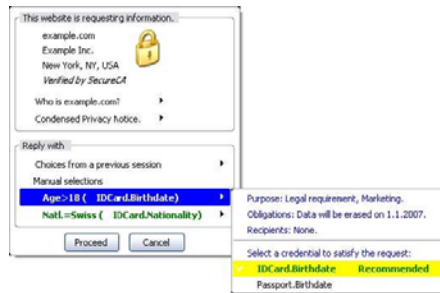 This website is requesting information.
example.com
Example Inc.
New York, NY, USA
Verified by SecureCA
Who is example.com?
Condensed Privacy Notice.
Reply with
Choices from a previous session
Manual selections
Age>18 ( IDCard.Birthdate)
Natl.=Swiss ( IDCard.Nationality)
Proceed Cancel
Purpose: Legal requirement, Marketing.
Obligations: Data will be erased on 1.1.2007.
Recipients: None.
Select a credential to satisfy the request:
IDCard.Birthdate Recommended
Passport.Birthdate